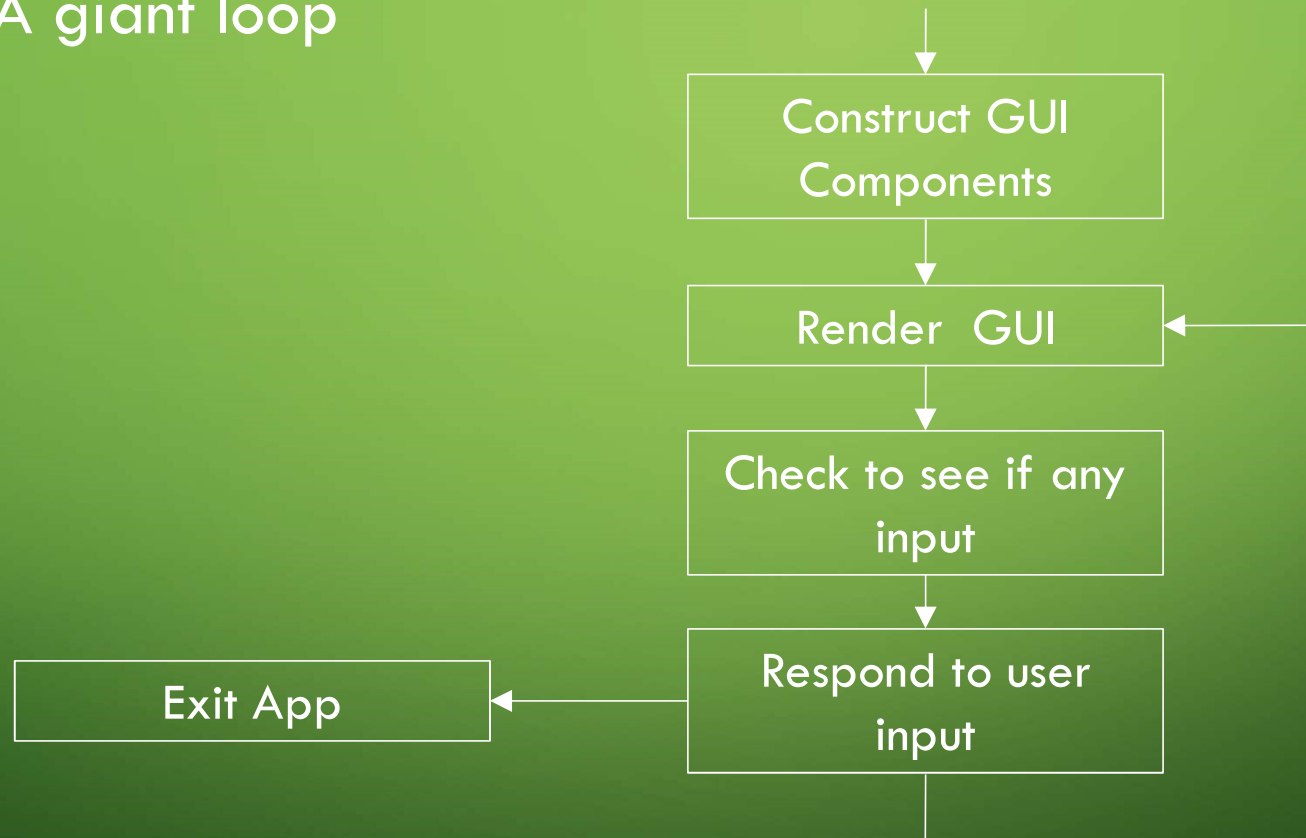 A giant loop
Construct GUI
Components
Render GUI
Check to see if any
input
Respond to user
input
Exit App